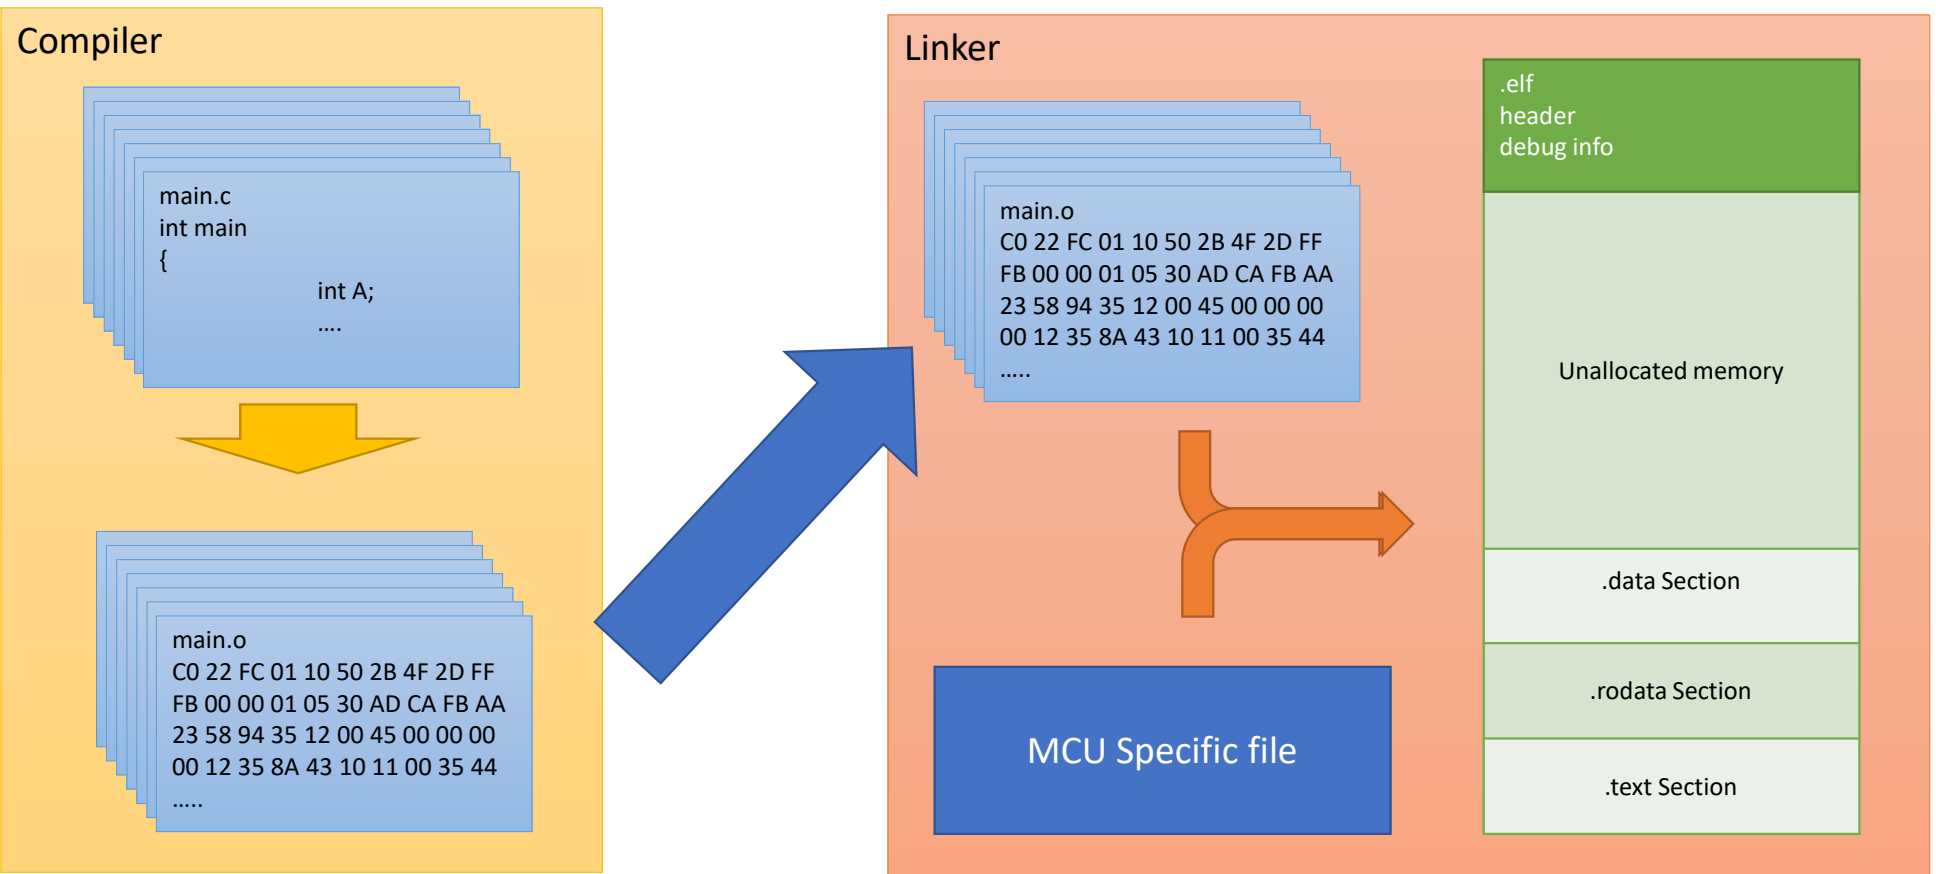 Compiler
main.c
int main
{
int A;
....
main.o
C0 22 FC 01 10 50 2B 4F 2D FF
FB 00 00 01 05 30 AD CA FB AA
23 58 94 35 12 00 45 00 00 00
00 12 35 8A 43 10 11 00 35 44
.....
Linker
main.o
C0 22 FC 01 10 50 2B 4F 2D FF
FB 00 00 01 05 30 AD CA FB AA
23 58 94 35 12 00 45 00 00 00
00 12 35 8A 43 10 11 00 35 44
.....
MCU Specific file
.elf
header
debug info
Unallocated memory
.data Section
.rodata Section
.text Section